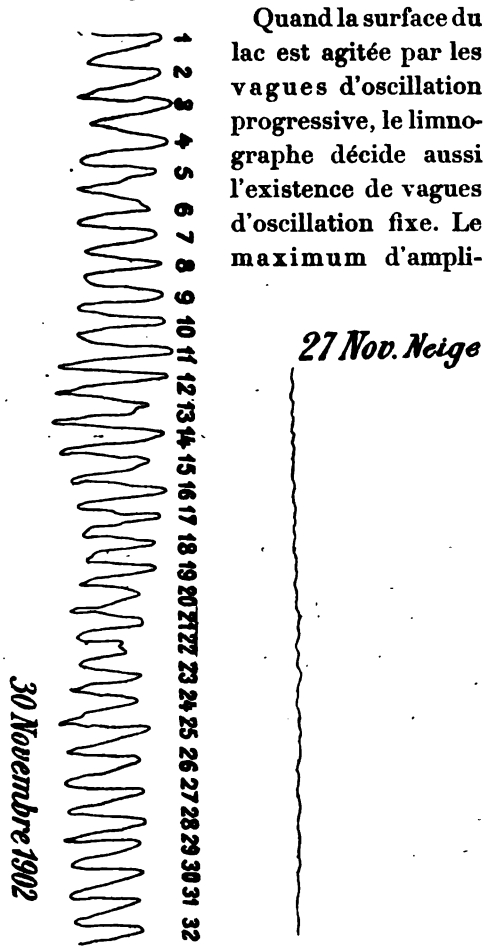 Quand la surface du
lac est agitée par les
vagues d'oscillation
progressive, le limno-
graphe décide aussi
l'existence de vagues
d'oscillation fixe. Le
maximum d'ampli-
27 Nov. Neige
1 2 3 4 5 6 7 8 9 10 11 12 13 14 15 16 17 18 19 20 21 22 23 24 25 26 27 28 29 30 31 32
30 Novembre 1902